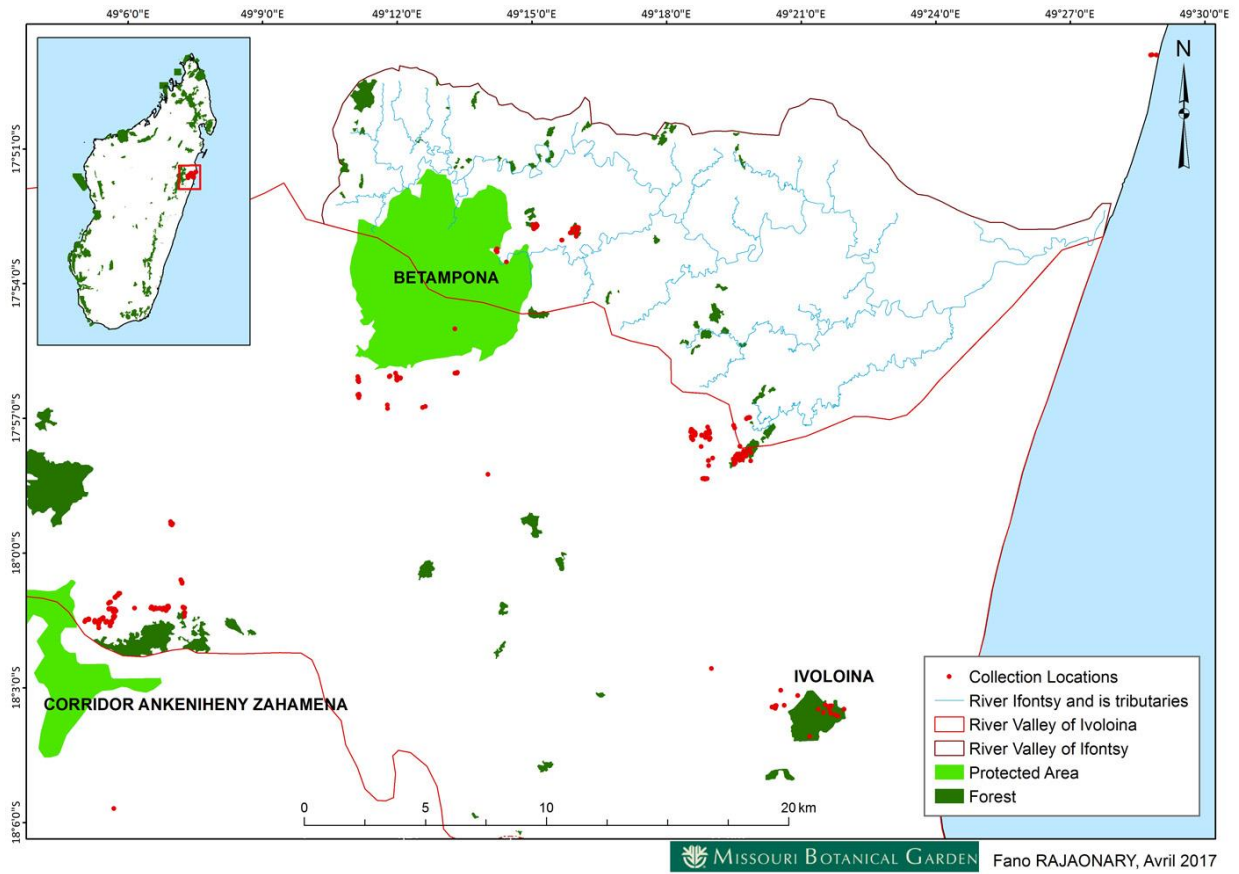 49°6'0"E 49°9'0"E 49°12'0"E 49°15'0"E 49°18'0"E 49°21'0"E 49°24'0"E 49°27'0"E 49°30'0"E
N
17°51'0"S
17°54'0"S
17°57'0"S
18°0'0"S
18°3'0"S
18°6'0"S
BETAMPONA
CORRIDOR ANKENIHENY ZAHAMENA
IVOLOINA
Collection Locations
River Ifontsy and is tributaries
River Valley of Ivoloina
River Valley of Ifontsy
Protected Area
Forest
0 5 10 20 km
MISSOURI BOTANICAL GARDEN
Fano RAJAONARY, Avril 2017